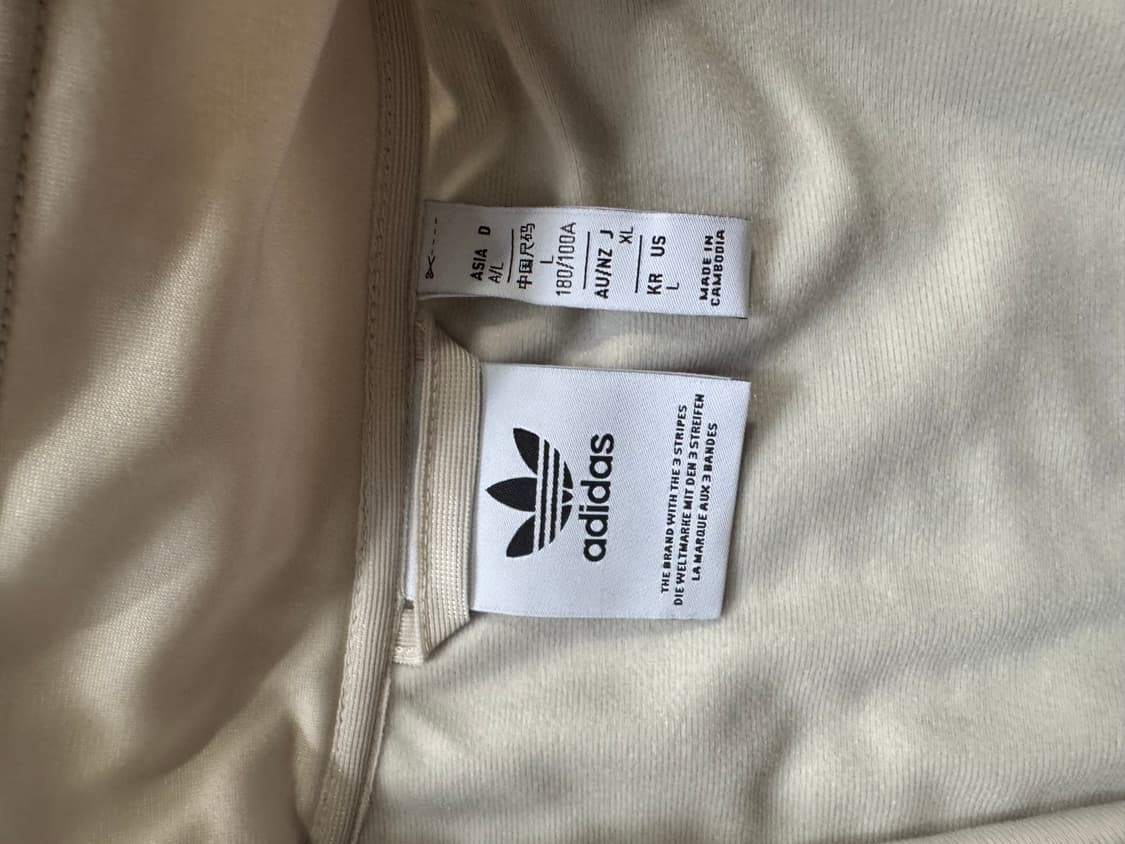 adidas
THE BRAND WITH THE 3 STRIPES
DIE WELTMARKE MIT DEN 3 STREIFEN
LA MARQUE AUX 3 BANDES
ASIA D
A/L
中国尺码
L
180/100A
AU/NZ J
XL
KR US
L
MADE IN
CAMBODIA